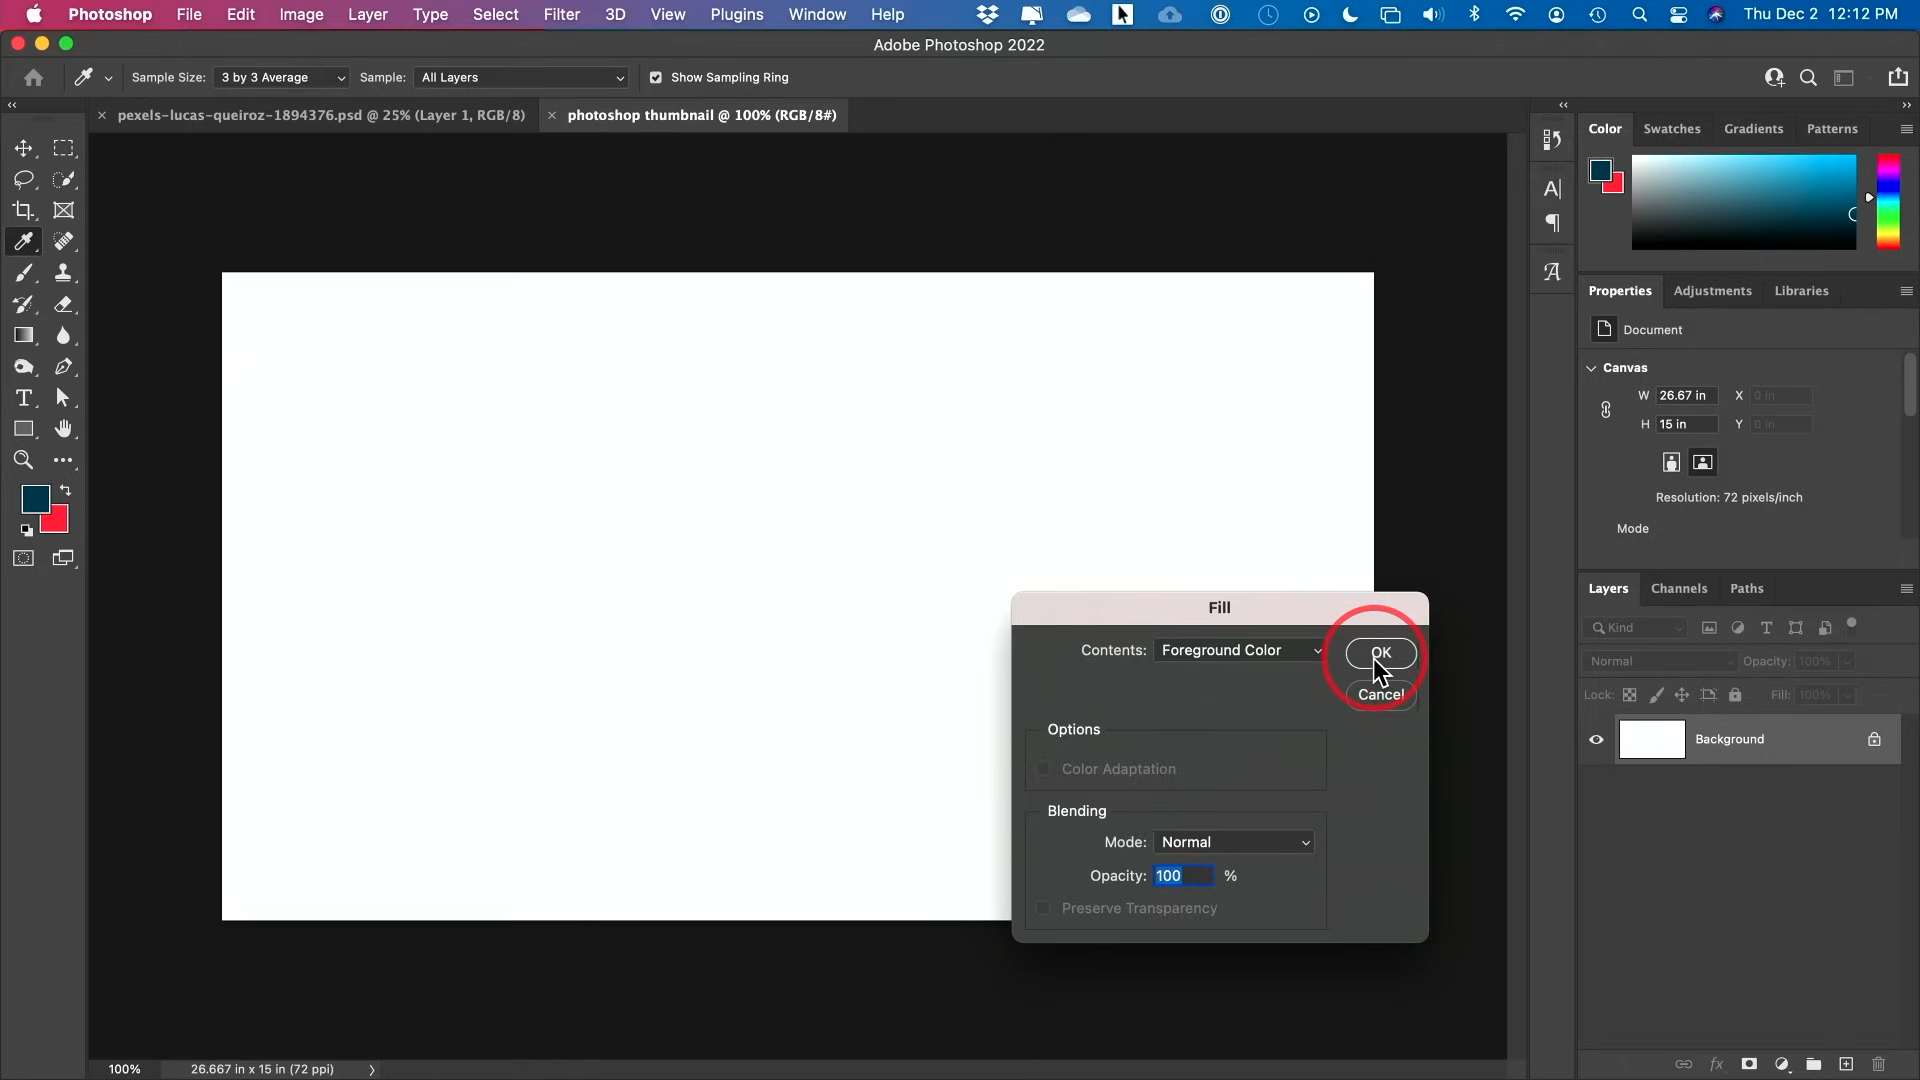 Photoshop File Edit Image Layer Type Select Filter 3D View Plugins Window Help Thu Dec 2 12:12 PM
Adobe Photoshop 2022
Sample Size: 3 by 3 Average Sample: All Layers Show Sampling Ring
pexels-lucas-queiroz-1894376.psd @ 25% (Layer 1, RGB/8) photoshop thumbnail @ 100% (RGB/8#)
Color Swatches Gradients Patterns
Properties Adjustments Libraries
Document
Canvas
W 26.67 in X 0 in
H 15 in Y 0 in
Resolution: 72 pixels/inch
Mode
Layers Channels Paths
Kind
Normal Opacity: 100%
Lock: Fill: 100%
Background
Fill
Contents: Foreground Color OK
Cancel
Options
Color Adaptation
Blending
Mode: Normal
Opacity: 100 %
Preserve Transparency
100% 26.667 in x 15 in (72 ppi)